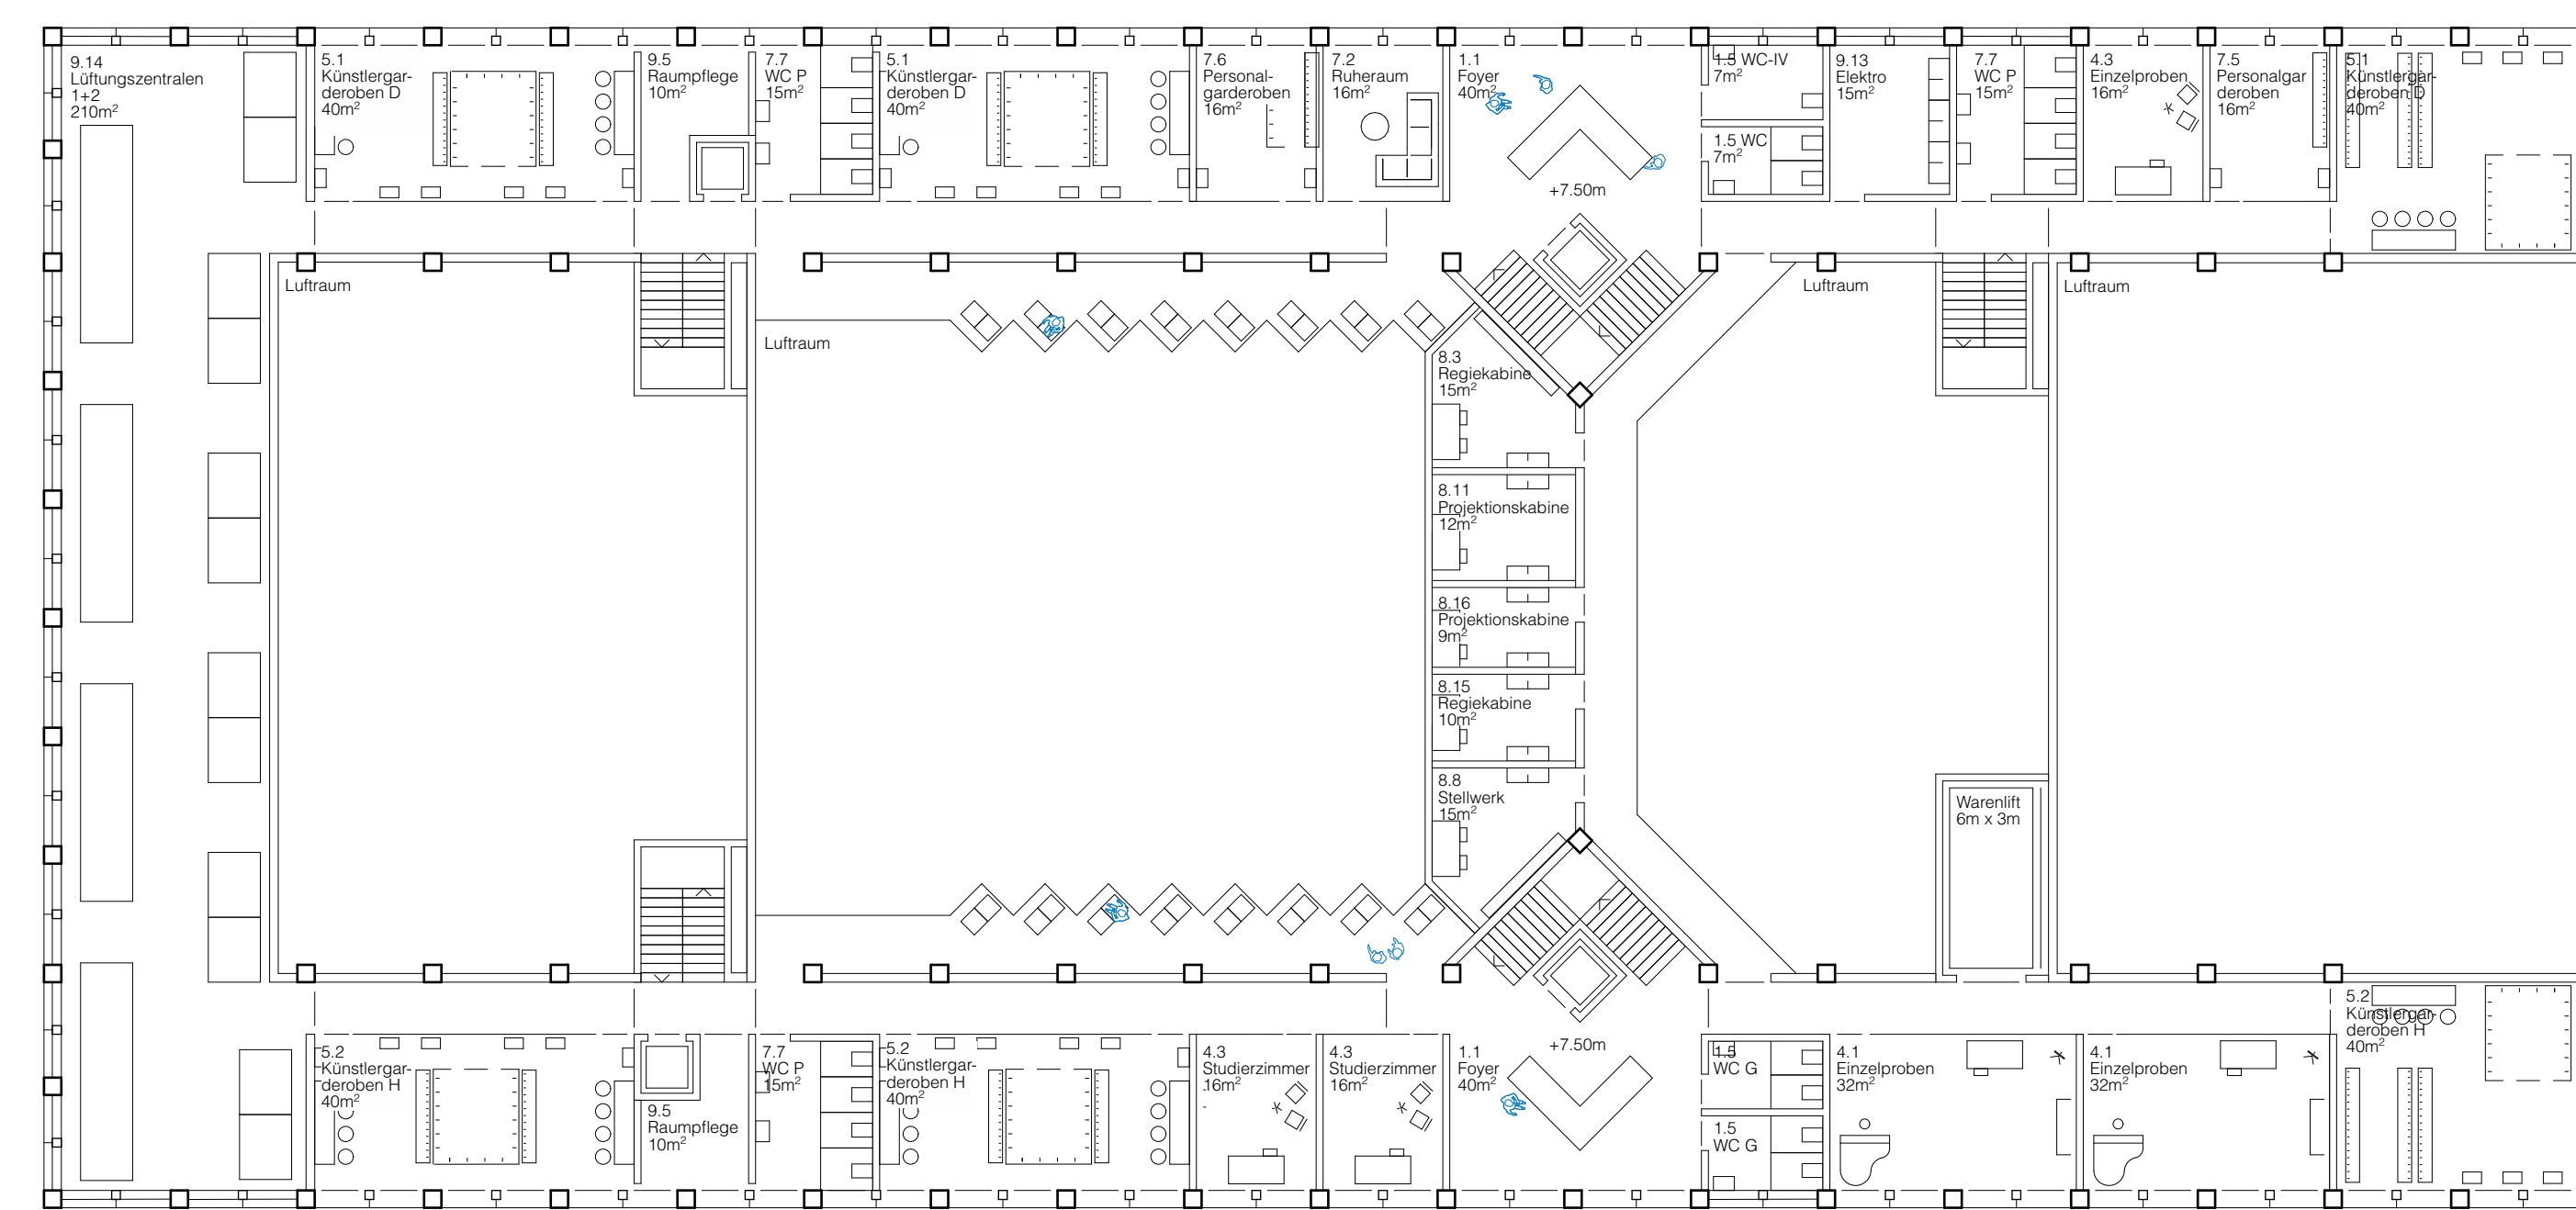 9.14
Lüftungszentralen
1+2
210m²
5.1
Künstlergar-
deroben D
40m²
9.5
Raumpflege
10m²
7.7
WC P
15m²
5.1
Künstlergar-
deroben D
40m²
7.6
Personal-
garderoben
16m²
7.2
Ruheraum
16m²
1.1
Foyer
40m²
+7.50m
1.5 WC-IV
7m²
1.5 WC
7m²
9.13
Elektro
15m²
7.7
WC P
15m²
4.3
Einzelproben
16m²
7.5
Personalgar
deroben
16m²
5.1
Künstlergar-
deroben D
40m²
Luftraum
Luftraum
Luftraum
Luftraum
8.3
Regiekabine
15m²
8.11
Projektionskabine
12m²
8.16
Projektionskabine
9m²
8.15
Regiekabine
10m²
8.8
Stellwerk
15m²
Warenlift
6m x 3m
5.2
Künstlergar-
deroben H
40m²
9.5
Raumpflege
10m²
7.7
WC P
15m²
5.2
Künstlergar-
deroben H
40m²
4.3
Studierzimmer
16m²
4.3
Studierzimmer
16m²
1.1
Foyer
40m²
+7.50m
1.5
WC G
1.5
WC G
4.1
Einzelproben
32m²
4.1
Einzelproben
32m²
5.2
Künstlergar-
deroben H
40m²